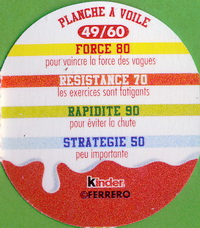 PLANCHE A VOILE
49/60
FORCE 80
pour vaincre la force des vagues
RESISTANCE 70
les exercices sont fatigants
RAPIDITE 90
pour éviter la chute
STRATEGIE 50
peu importante
Kinder
©FERRERO